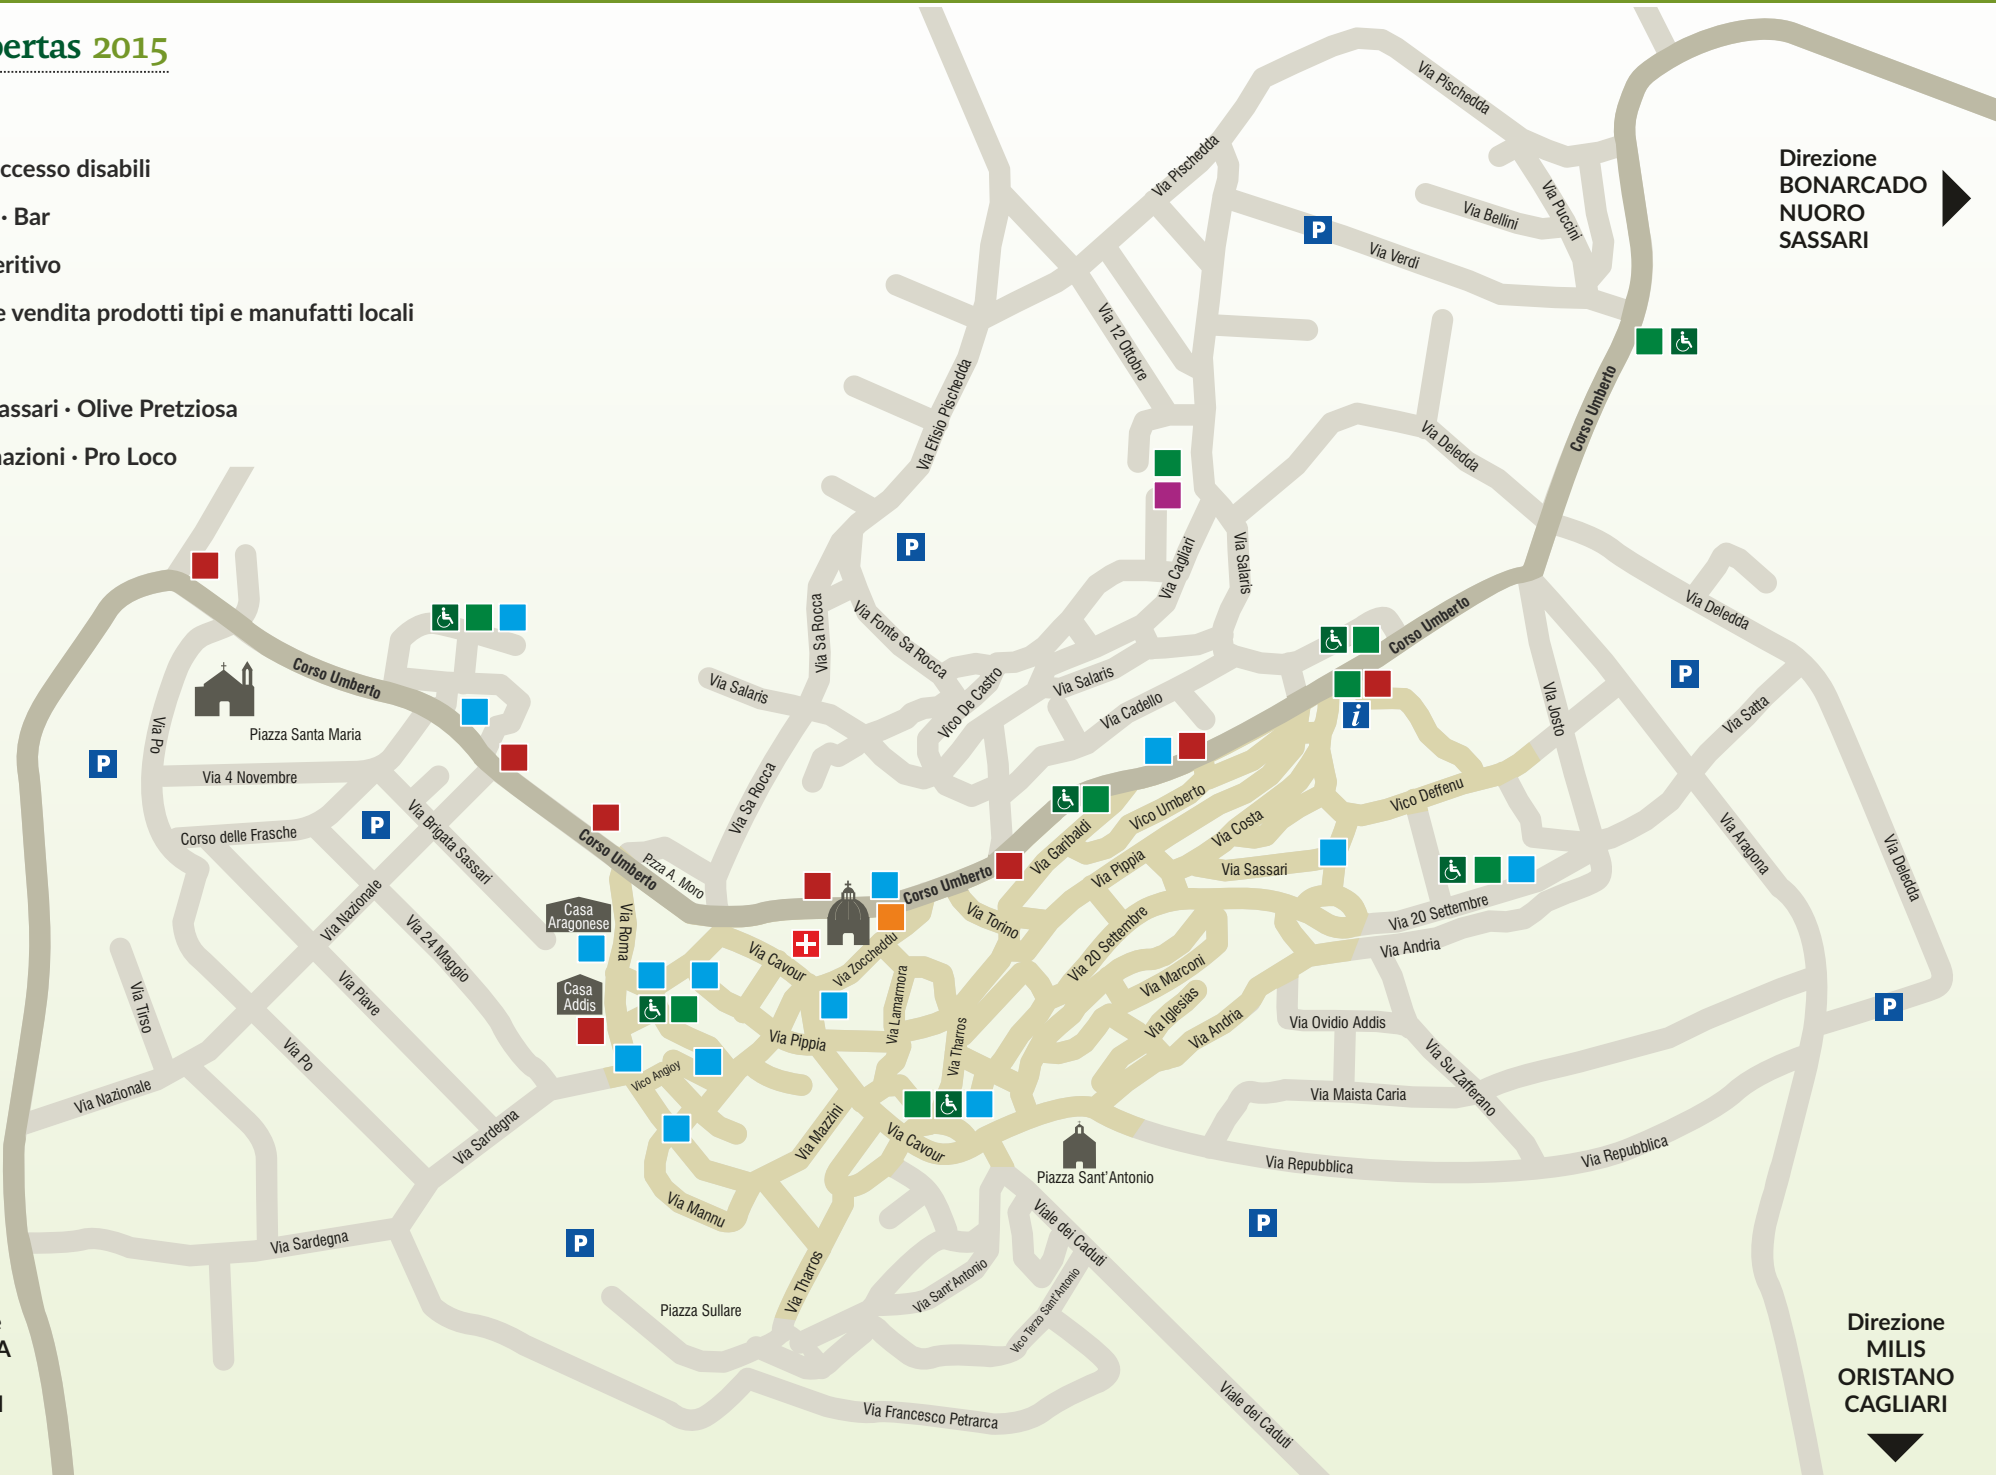 bertas 2015
ccesso disabili
· Bar
eritivo
e vendita prodotti tipi e manufatti locali
assari · Olive Pretziosa
nazioni · Pro Loco
Direzione
BONARCADO
NUORO
SASSARI
Via Pischedda
Via Pischedda
Via Puccini
Via Bellini
Via Verdi
Via 12 Ottobre
Via Efisio Pischedda
Corso Umberto
Via Deledda
P
P
Via Cagliari
Via Salaris
Via Sa Rocca
Via Fonte Sa Rocca
Via Deledda
Corso Umberto
Corso Umberto
Via Salaris
Vico De Castro
Via Salaris
Via Cadello
P
i
VIa Josto
Via Satta
Via Po
Piazza Santa Maria
P
Via 4 Novembre
Corso delle Frasche
P
Via Brigata Sassari
Via Sa Rocca
Corso Umberto
P.zza A. Moro
Vico Umberto
Vico Deffenu
Via Costa
Via Garibaldi
Via Pippia
Via Sassari
Via Aragona
Via Deledda
Corso Umberto
Via Nazionale
Via 24 Maggio
Casa
Aragonese
Via Roma
Via Cavour
Via Zoccheddu
Via Torino
Via 20 Settembre
Via 20 Settembre
Via Andria
Via Marconi
Via Iglesias
Via Andria
Via Lamarmora
Via Tharros
Via Pippia
Casa
Addis
Via Piave
Via Tirso
Via Po
Via Nazionale
Vico Angioy
Via Ovidio Addis
Via Su Zafferano
Via Maista Caria
P
Via Sardegna
Via Mazzini
Via Cavour
Piazza Sant'Antonio
Via Repubblica
Via Repubblica
Via Mannu
Via Sardegna
P
P
Viale dei Caduti
Via Tharros
Via Sant'Antonio
Vico Terzo Sant'Antonio
Piazza Sullare
Via Francesco Petrarca
Viale dei Caduti
e
A
I
Direzione
MILIS
ORISTANO
CAGLIARI